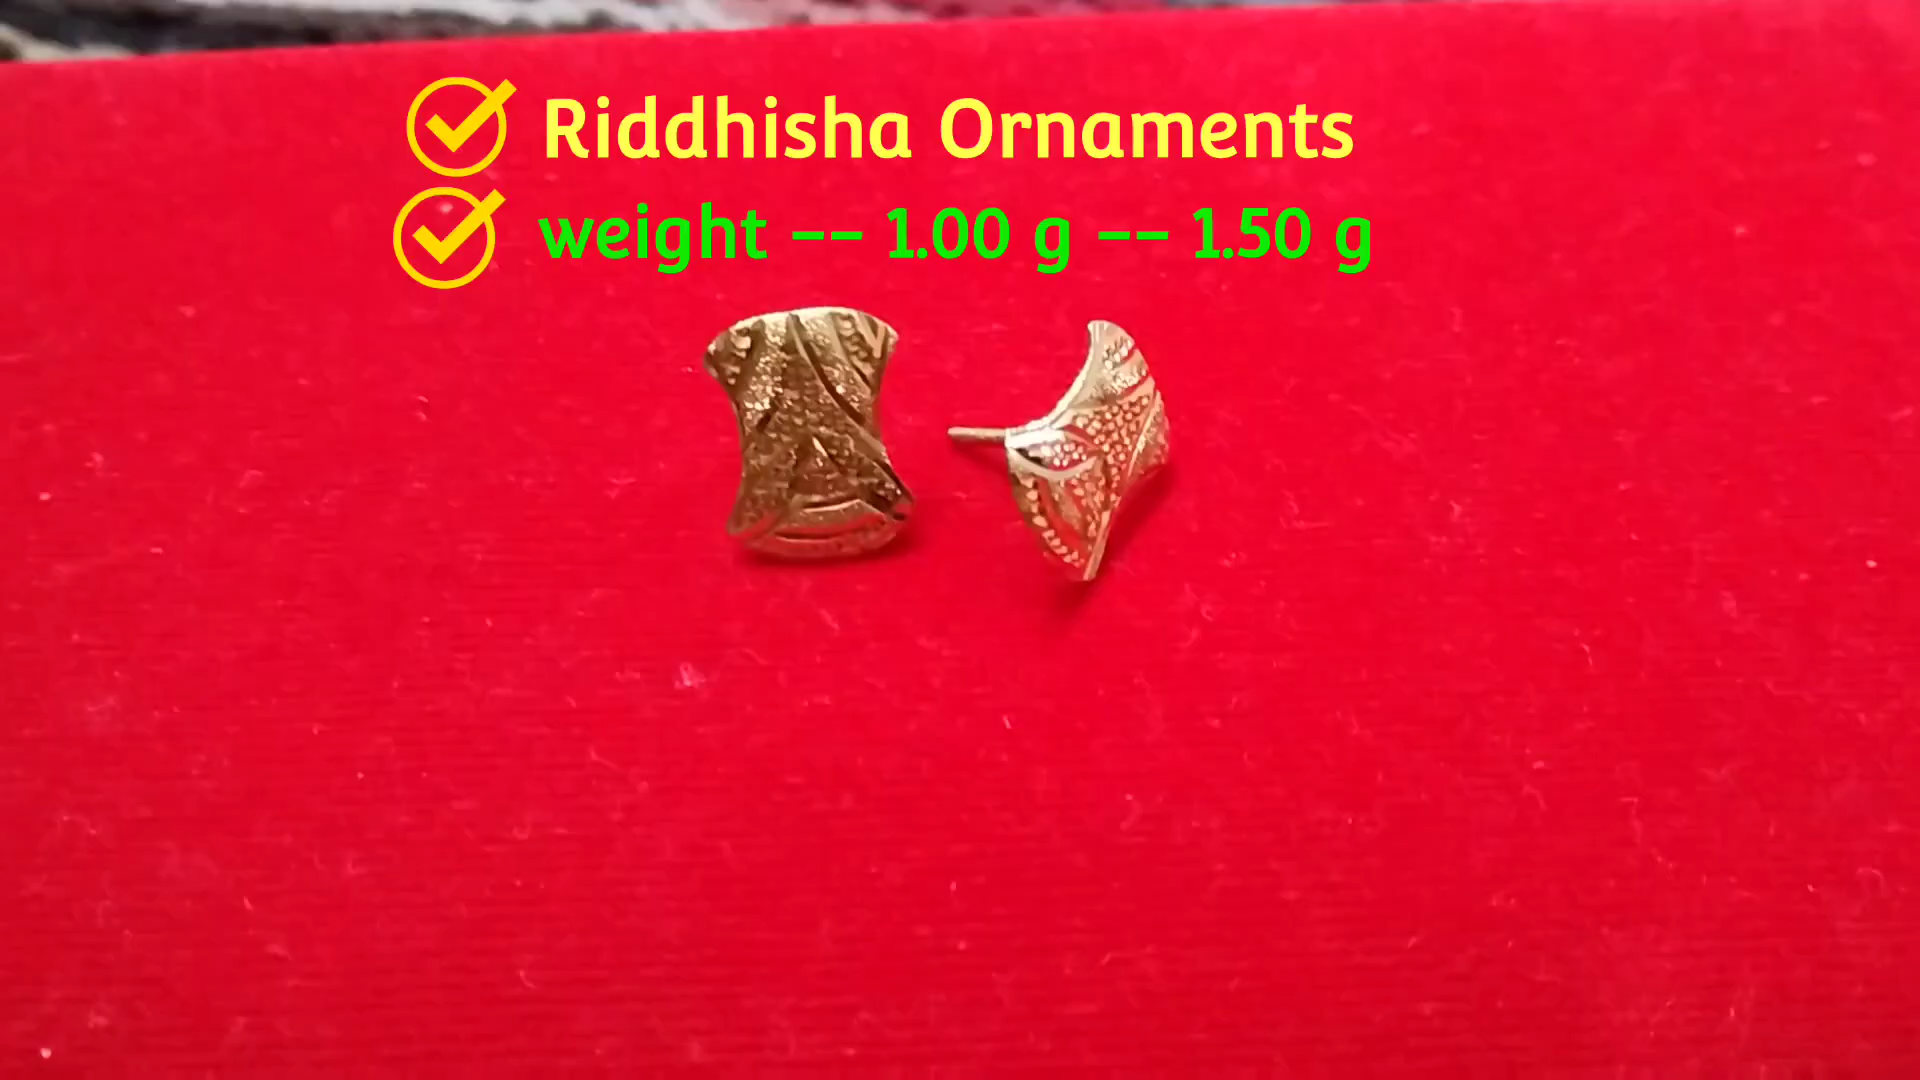 Riddhisha Ornaments
weight -- 1.00 g -- 1.50 g